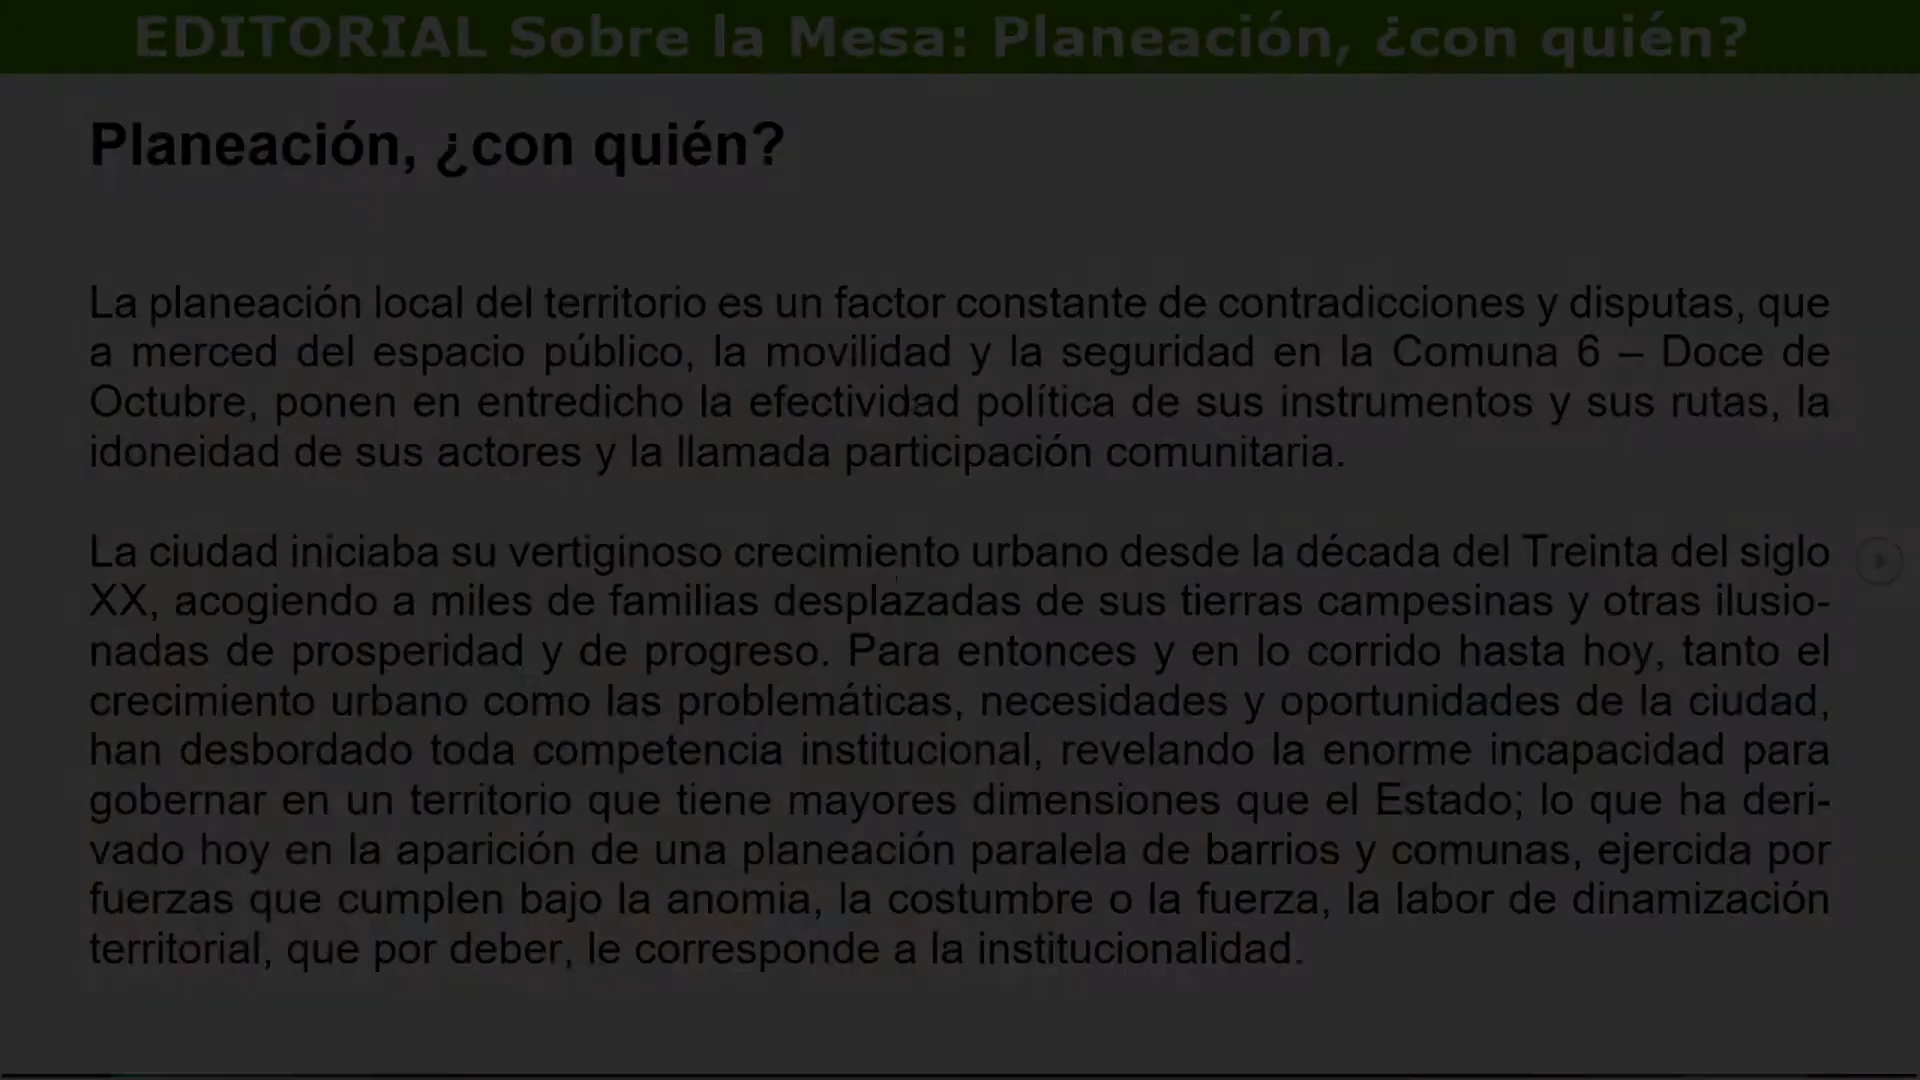 EDITORIAL Sobre la Mesa: Planeación, ¿con quién?
Planeación, ¿con quién?
La planeación local del territorio es un factor constante de contradicciones y disputas, que
a merced del espacio público, la movilidad y la seguridad en la Comuna 6 – Doce de
Octubre, ponen en entredicho la efectividad política de sus instrumentos y sus rutas, la
idoneidad de sus actores y la llamada participación comunitaria.
La ciudad iniciaba su vertiginoso crecimiento urbano desde la década del Treinta del siglo
XX, acogiendo a miles de familias desplazadas de sus tierras campesinas y otras ilusio-
nadas de prosperidad y de progreso. Para entonces y en lo corrido hasta hoy, tanto el
crecimiento urbano como las problemáticas, necesidades y oportunidades de la ciudad,
han desbordado toda competencia institucional, revelando la enorme incapacidad para
gobernar en un territorio que tiene mayores dimensiones que el Estado; lo que ha deri-
vado hoy en la aparición de una planeación paralela de barrios y comunas, ejercida por
fuerzas que cumplen bajo la anomia, la costumbre o la fuerza, la labor de dinamización
territorial, que por deber, le corresponde a la institucionalidad.